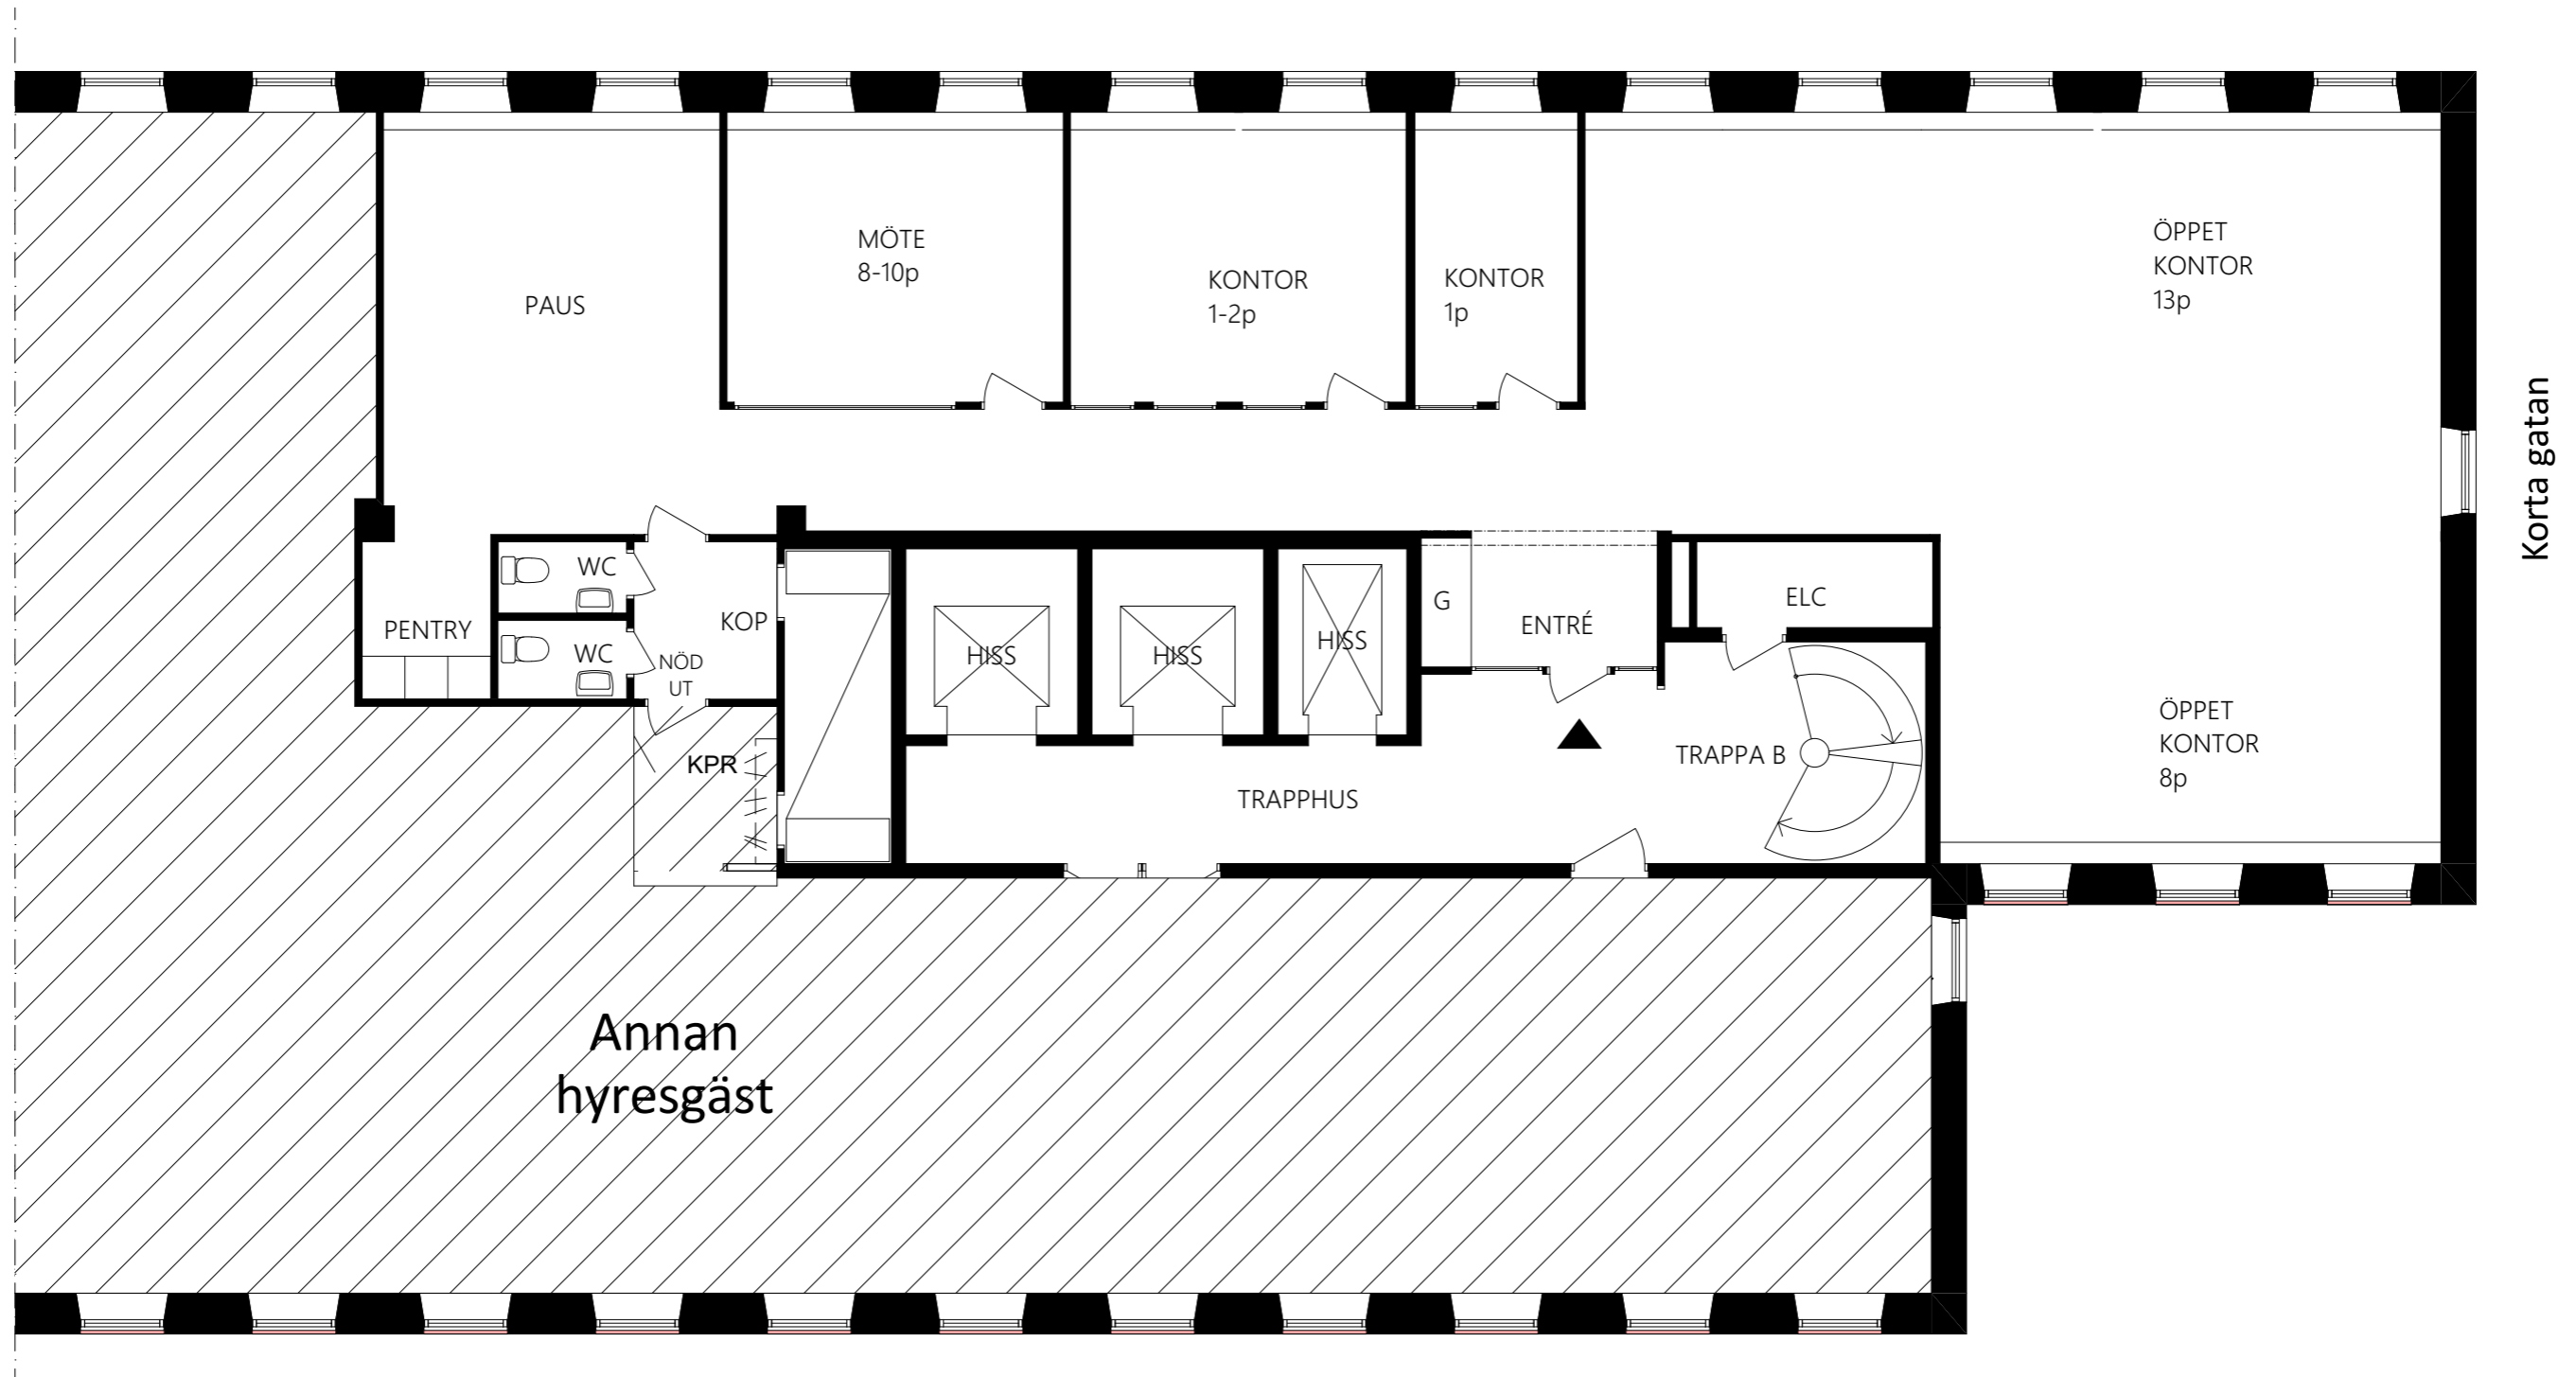 MÖTE
8-10p
PAUS
KONTOR
1-2p
KONTOR
1p
ÖPPET
KONTOR
13p
Korta gatan
WC
WC
PENTRY
KOP
NÖD
UT
KPR
HISS
HISS
HISS
G
ENTRÉ
ELC
TRAPPA B
TRAPPHUS
ÖPPET
KONTOR
8p
Annan
hyresgäst